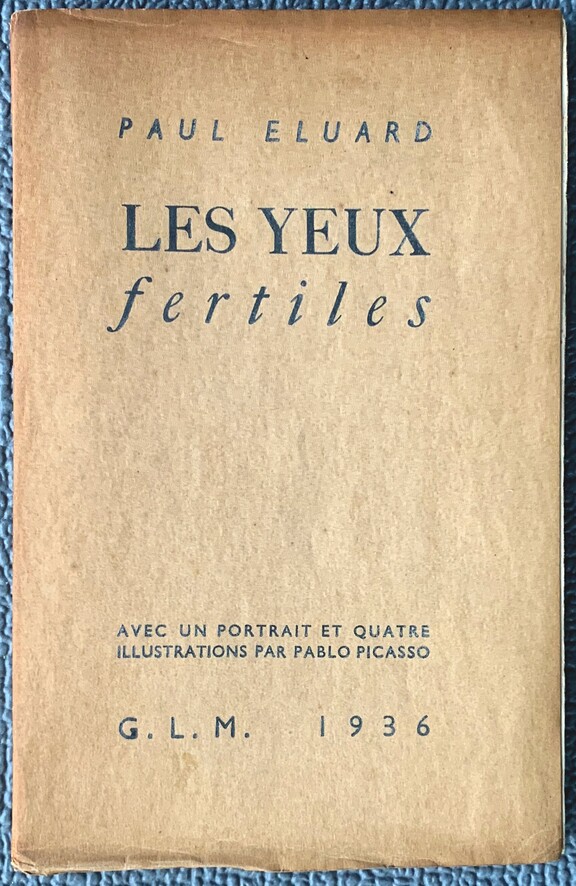 PAUL ELUARD
LES YEUX
fertiles
AVEC UN PORTRAIT ET QUATRE
ILLUSTRATIONS PAR PABLO PICASSO
G. L. M. 1936